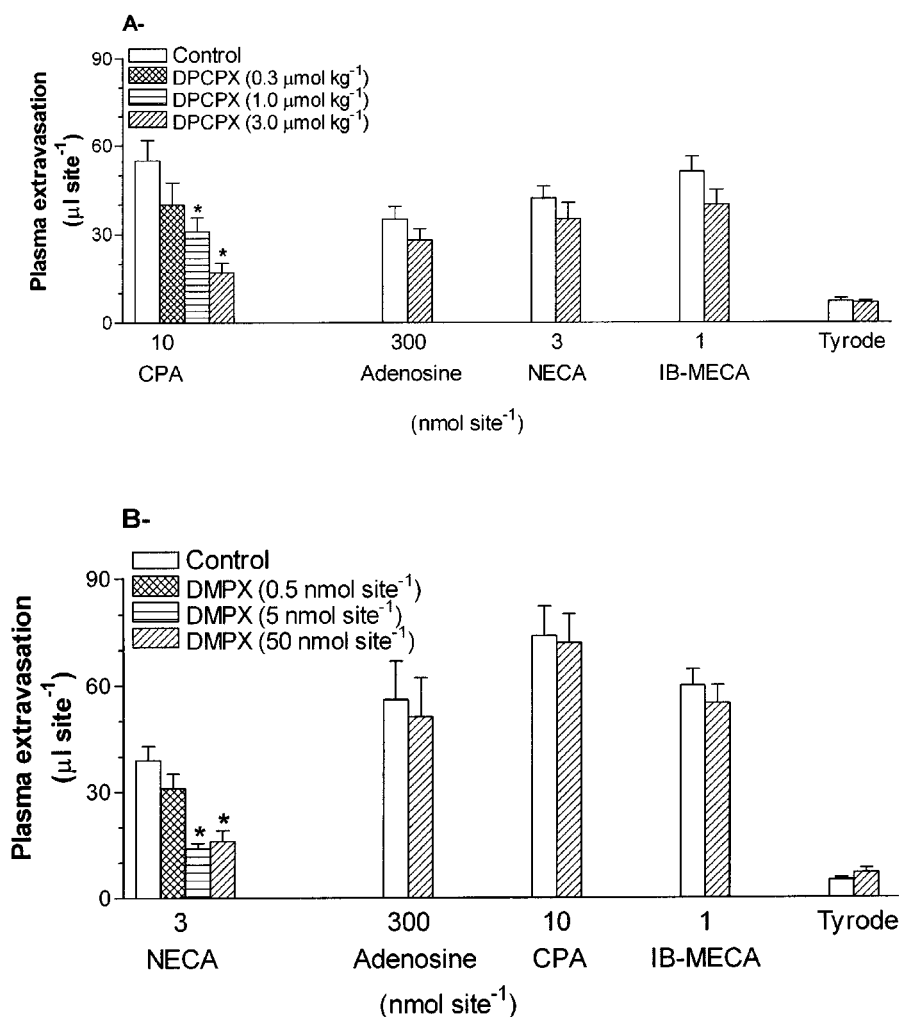 A-
Control
DPCPX (0.3 μmol kg⁻¹)
DPCPX (1.0 μmol kg⁻¹)
DPCPX (3.0 μmol kg⁻¹)
Plasma extravasation
(μl site⁻¹)
90
60
30
0
*
*
10
300
3
1
Tyrode
CPA
Adenosine
NECA
IB-MECA
(nmol site⁻¹)
B-
Control
DMPX (0.5 nmol site⁻¹)
DMPX (5 nmol site⁻¹)
DMPX (50 nmol site⁻¹)
Plasma extravasation
(μl site⁻¹)
90
60
30
0
*
*
3
300
10
1
Tyrode
NECA
Adenosine
CPA
IB-MECA
(nmol site⁻¹)